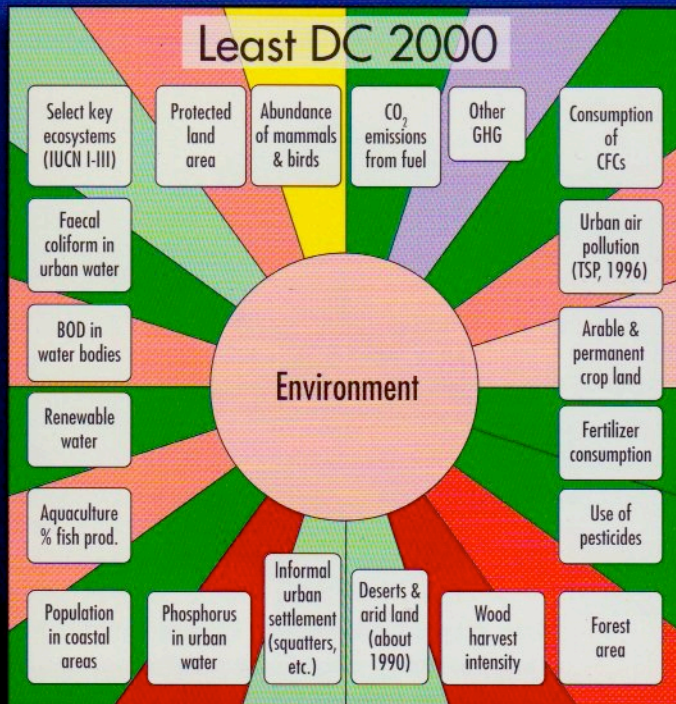 Least DC 2000
Select key
ecosystems
(IUCN I-III)
Protected
land
area
Abundance
of mammals
& birds
CO₂
emissions
from fuel
Other
GHG
Consumption
of
CFCs
Faecal
coliform in
urban water
Urban air
pollution
(TSP, 1996)
BOD in
water bodies
Arable &
permanent
crop land
Environment
Renewable
water
Fertilizer
consumption
Aquaculture
% fish prod.
Use of
pesticides
Population
in coastal
areas
Phosphorus
in urban
water
Informal
urban
settlement
(squatters,
etc.)
Deserts &
arid land
(about
1990)
Wood
harvest
intensity
Forest
area